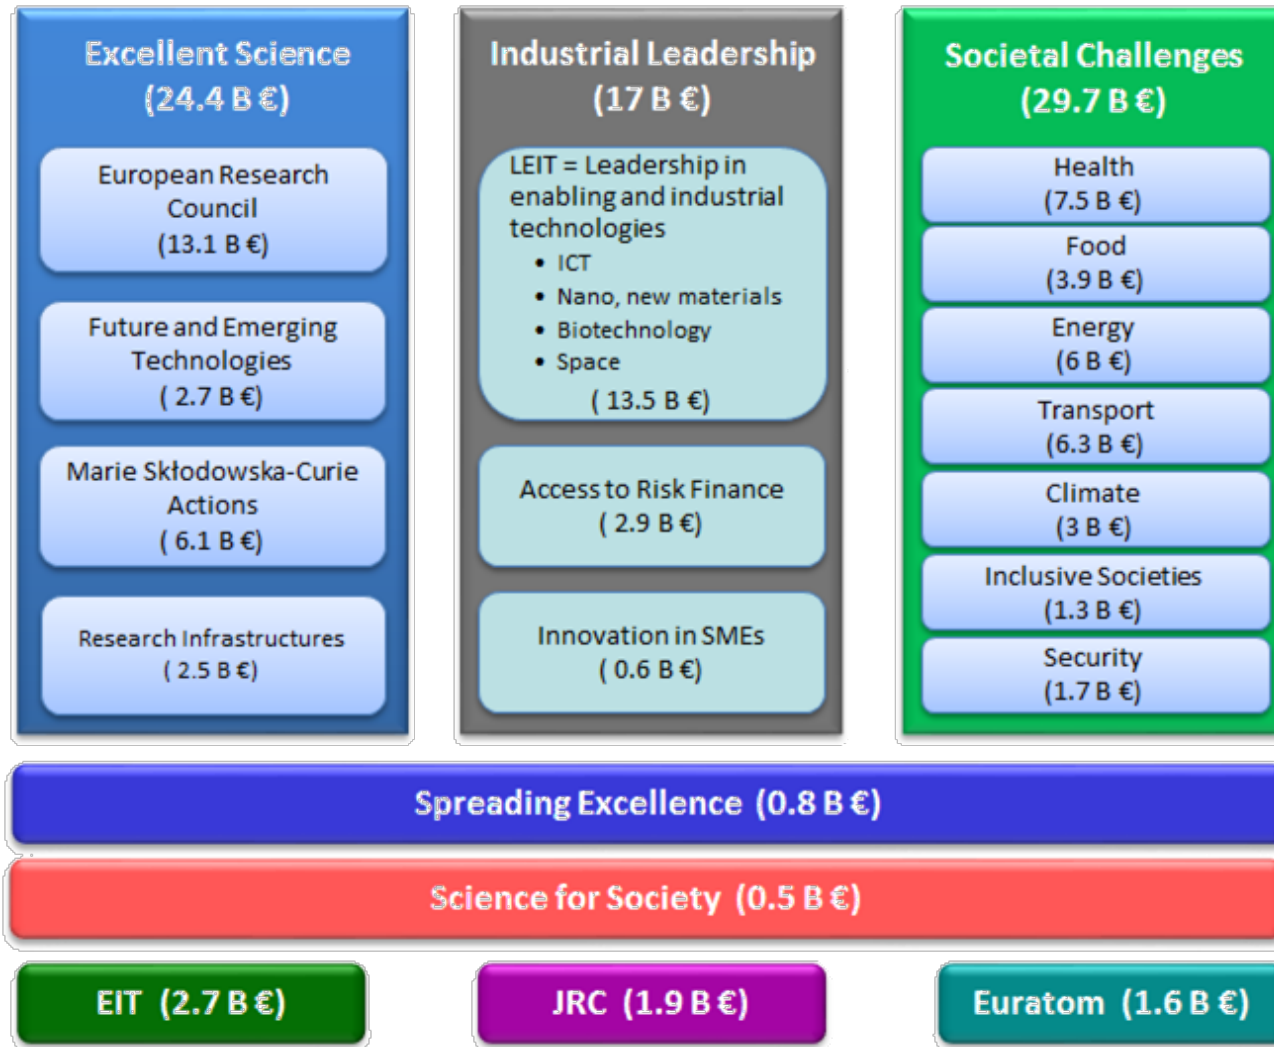 Excellent Science
(24.4 B €)
European Research
Council
(13.1 B €)
Future and Emerging
Technologies
( 2.7 B €)
Marie Skłodowska-Curie
Actions
( 6.1 B €)
Research Infrastructures
( 2.5 B €)
Industrial Leadership
(17 B €)
LEIT = Leadership in
enabling and industrial
technologies
• ICT
• Nano, new materials
• Biotechnology
• Space
( 13.5 B €)
Access to Risk Finance
( 2.9 B €)
Innovation in SMEs
( 0.6 B €)
Societal Challenges
(29.7 B €)
Health
(7.5 B €)
Food
(3.9 B €)
Energy
(6 B €)
Transport
(6.3 B €)
Climate
(3 B €)
Inclusive Societies
(1.3 B €)
Security
(1.7 B €)
Spreading Excellence (0.8 B €)
Science for Society (0.5 B €)
EIT (2.7 B €)
JRC (1.9 B €)
Euratom (1.6 B €)